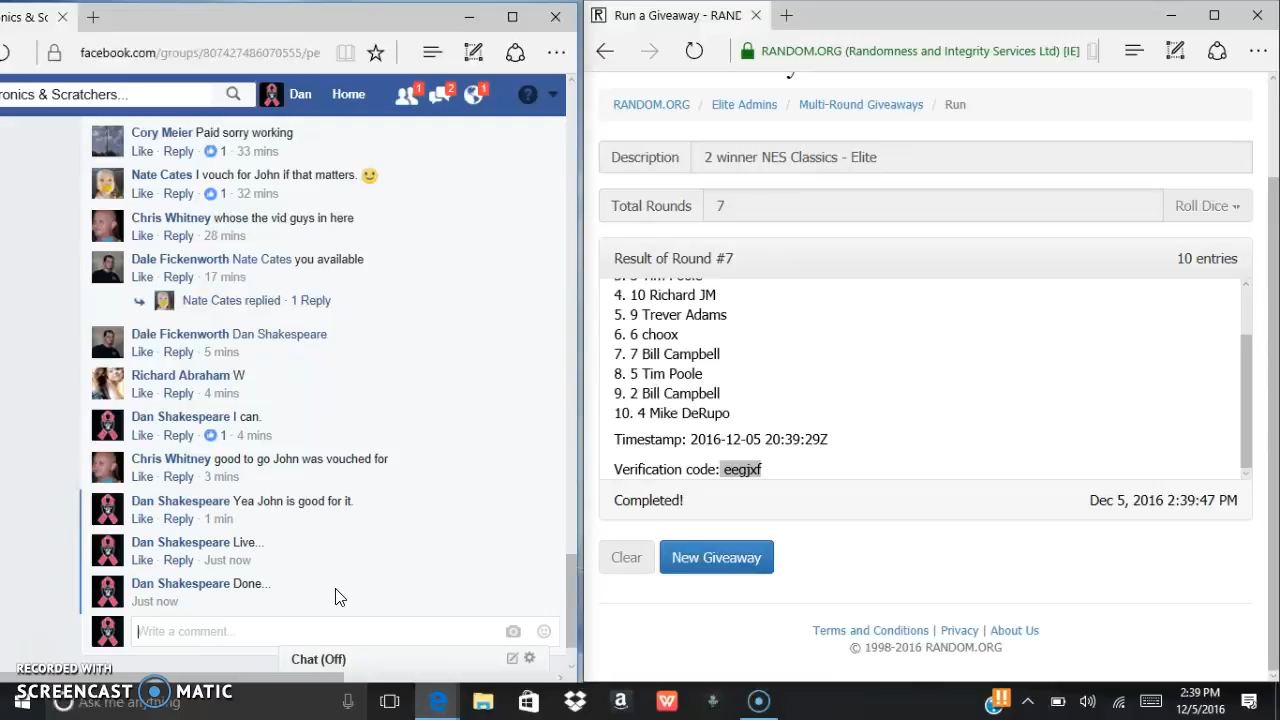 onics & Sc
Run a Giveaway - RAND
facebook.com/groups/807427486070555/pe
RANDOM.ORG (Randomness and Integrity Services Ltd) [IE]
ronics & Scratchers...
Dan
Home
1
2
1
RANDOM.ORG / Elite Admins / Multi-Round Giveaways / Run
Cory Meier Paid sorry working
Like · Reply · 1 · 33 mins
Nate Cates I vouch for John if that matters.
Like · Reply · 1 · 32 mins
Chris Whitney whose the vid guys in here
Like · Reply · 28 mins
Dale Fickenworth Nate Cates you available
Like · Reply · 17 mins
Nate Cates replied · 1 Reply
Dale Fickenworth Dan Shakespeare
Like · Reply · 5 mins
Richard Abraham W
Like · Reply · 4 mins
Dan Shakespeare I can.
Like · Reply · 1 · 4 mins
Chris Whitney good to go John was vouched for
Like · Reply · 3 mins
Dan Shakespeare Yea John is good for it.
Like · Reply · 1 min
Dan Shakespeare Live...
Like · Reply · Just now
Dan Shakespeare Done...
Just now
Write a comment...
Chat (Off)
Description
2 winner NES Classics - Elite
Total Rounds
7
Roll Dice
Result of Round #7
10 entries
4. 10 Richard JM
5. 9 Trever Adams
6. 6 choox
7. 7 Bill Campbell
8. 5 Tim Poole
9. 2 Bill Campbell
10. 4 Mike DeRupo
Timestamp: 2016-12-05 20:39:29Z
Verification code: eegjxf
Completed!
Dec 5, 2016 2:39:47 PM
Clear
New Giveaway
Terms and Conditions | Privacy | About Us
© 1998-2016 RANDOM.ORG
RECORDED WITH
SCREENCAST MATIC
Ask me anything
2:39 PM
12/5/2016